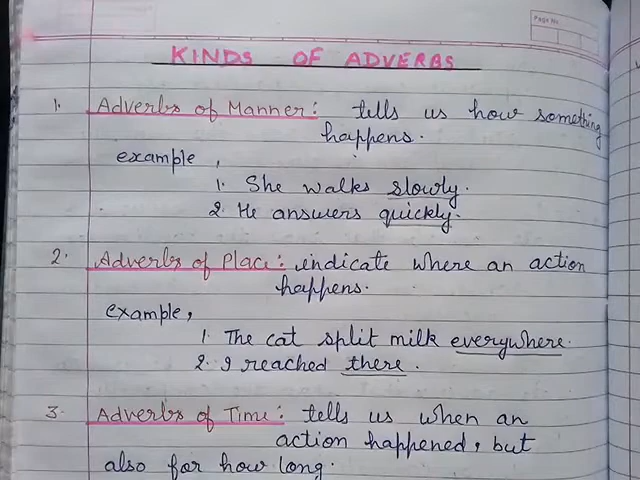 Page No.
KINDS OF ADVERBS
1. Adverbs of Manner: tells us how something
happens.
example,
1. She walks slowly.
2. He answers quickly.
2. Adverbs of Place: indicate where an action
happens.
example,
1. The cat split milk everywhere.
2. I reached there.
3. Adverbs of Time: tells us when an
action happened, but
also for how long.